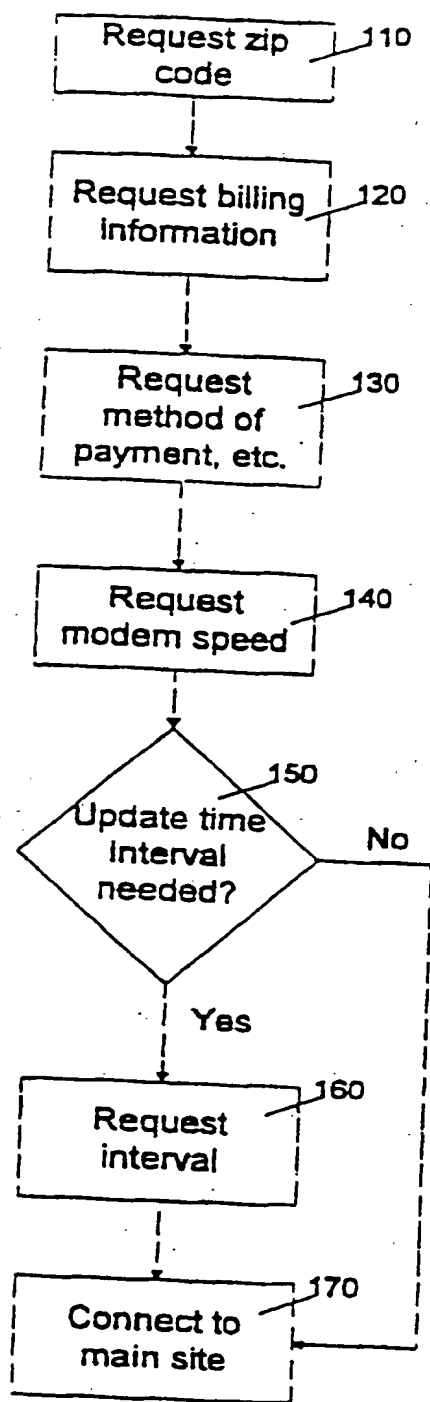 Request zip
code
110
Request billing
information
120
Request
method of
payment, etc.
130
Request
modem speed
140
Update time
interval
needed?
150
No
Yes
Request
interval
160
Connect to
main site
170